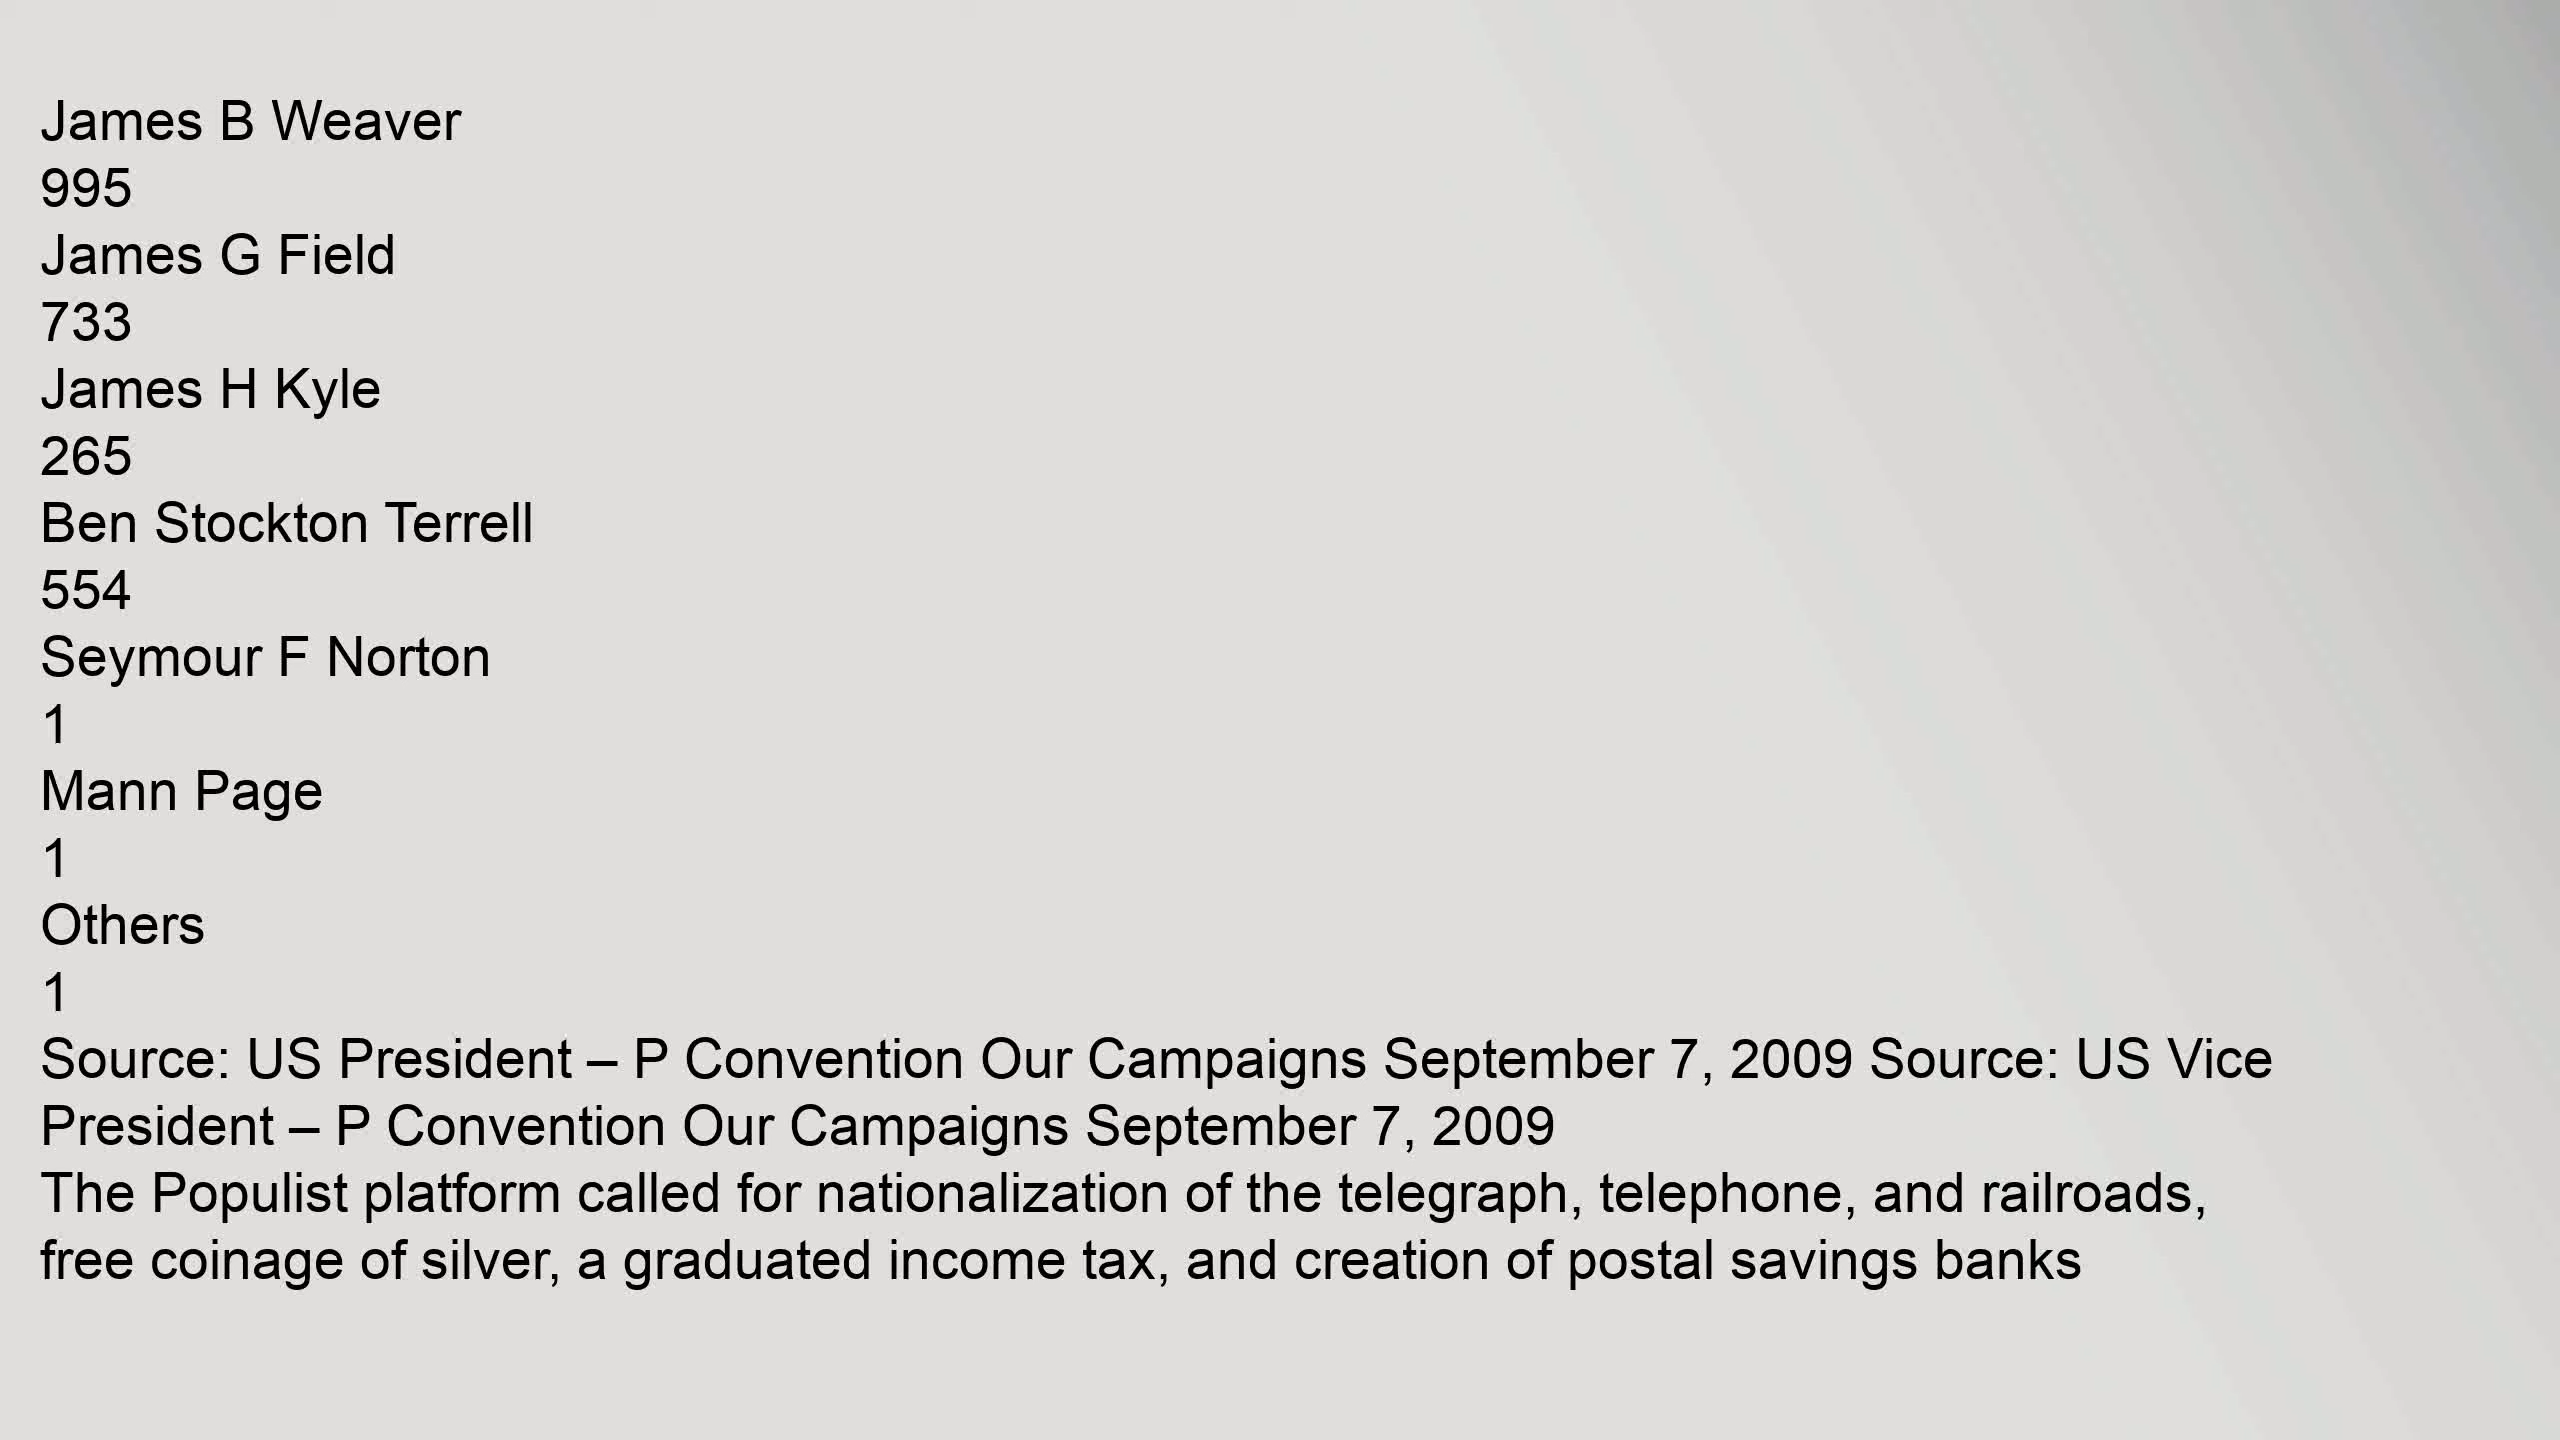 James B Weaver
995
James G Field
733
James H Kyle
265
Ben Stockton Terrell
554
Seymour F Norton
1
Mann Page
1
Others
1
Source: US President – P Convention Our Campaigns September 7, 2009 Source: US Vice
President – P Convention Our Campaigns September 7, 2009
The Populist platform called for nationalization of the telegraph, telephone, and railroads,
free coinage of silver, a graduated income tax, and creation of postal savings banks